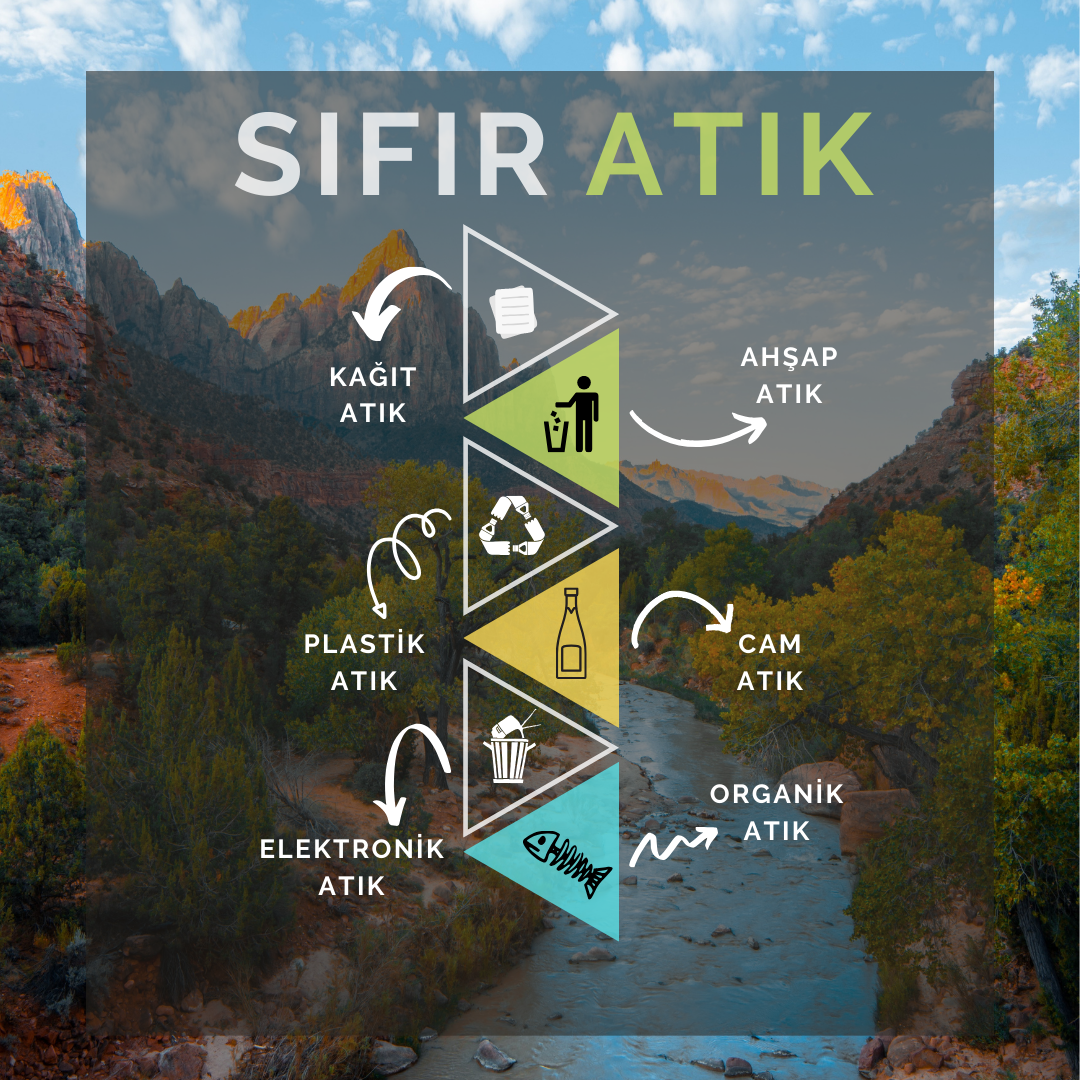 SIFIR ATIK
KAĞIT
ATIK
AHŞAP
ATIK
PLASTİK
ATIK
CAM
ATIK
ELEKTRONİK
ATIK
ORGANİK
ATIK